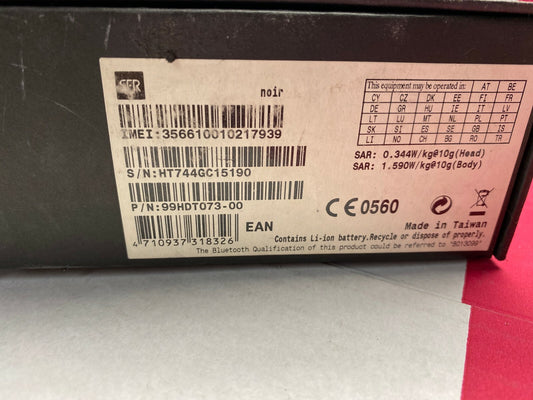 SFR
noir
IMEI:356610010217939
S/N:HT744GC15190
P/N:99HDT073-00
4 710937 318326
EAN
This equipment may be operated in: AT BE
CY CZ DK EE FI FR
DE GR HU IE IT LV
LT LU MT NL PL PT
SK SI ES SE GB IS
LI NO CH BG RO TR
SAR: 0.344W/kg@10g(Head)
SAR: 1.590W/kg@10g(Body)
CE0560
Made in Taiwan
Contains Li-ion battery.Recycle or dispose of properly.
The Bluetooth Qualification of this product could be referred to "B013099"